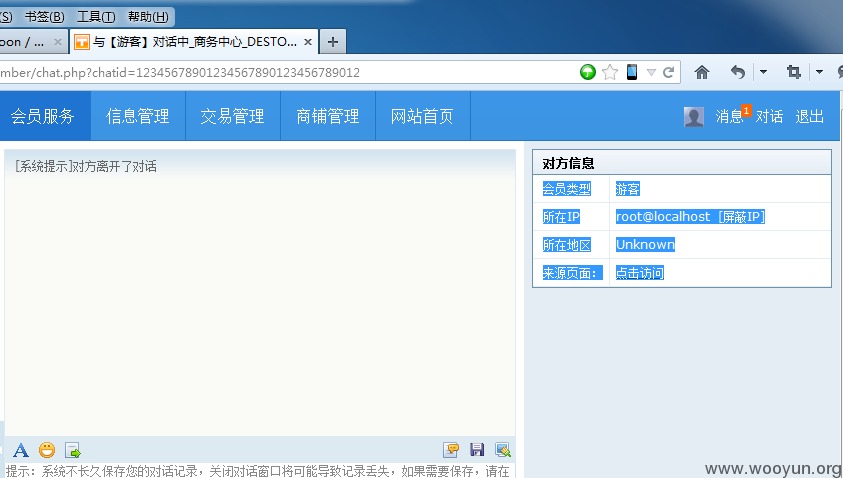 (S) 书签(B) 工具(T) 帮助(H)
oon / ... × 与【游客】对话中_商务中心_DESTO... × +
mber/chat.php?chatid=12345678901234567890123456789012
会员服务 信息管理 交易管理 商铺管理 网站首页 消息 1 对话 退出
[系统提示]对方离开了对话
对方信息
会员类型 游客
所在IP root@localhost [屏蔽IP]
所在地区 Unknown
来源页面: 点击访问
提示: 系统不长久保存您的对话记录，关闭对话窗口将可能导致记录丢失，如果需要保存，请在
www.wooyun.org